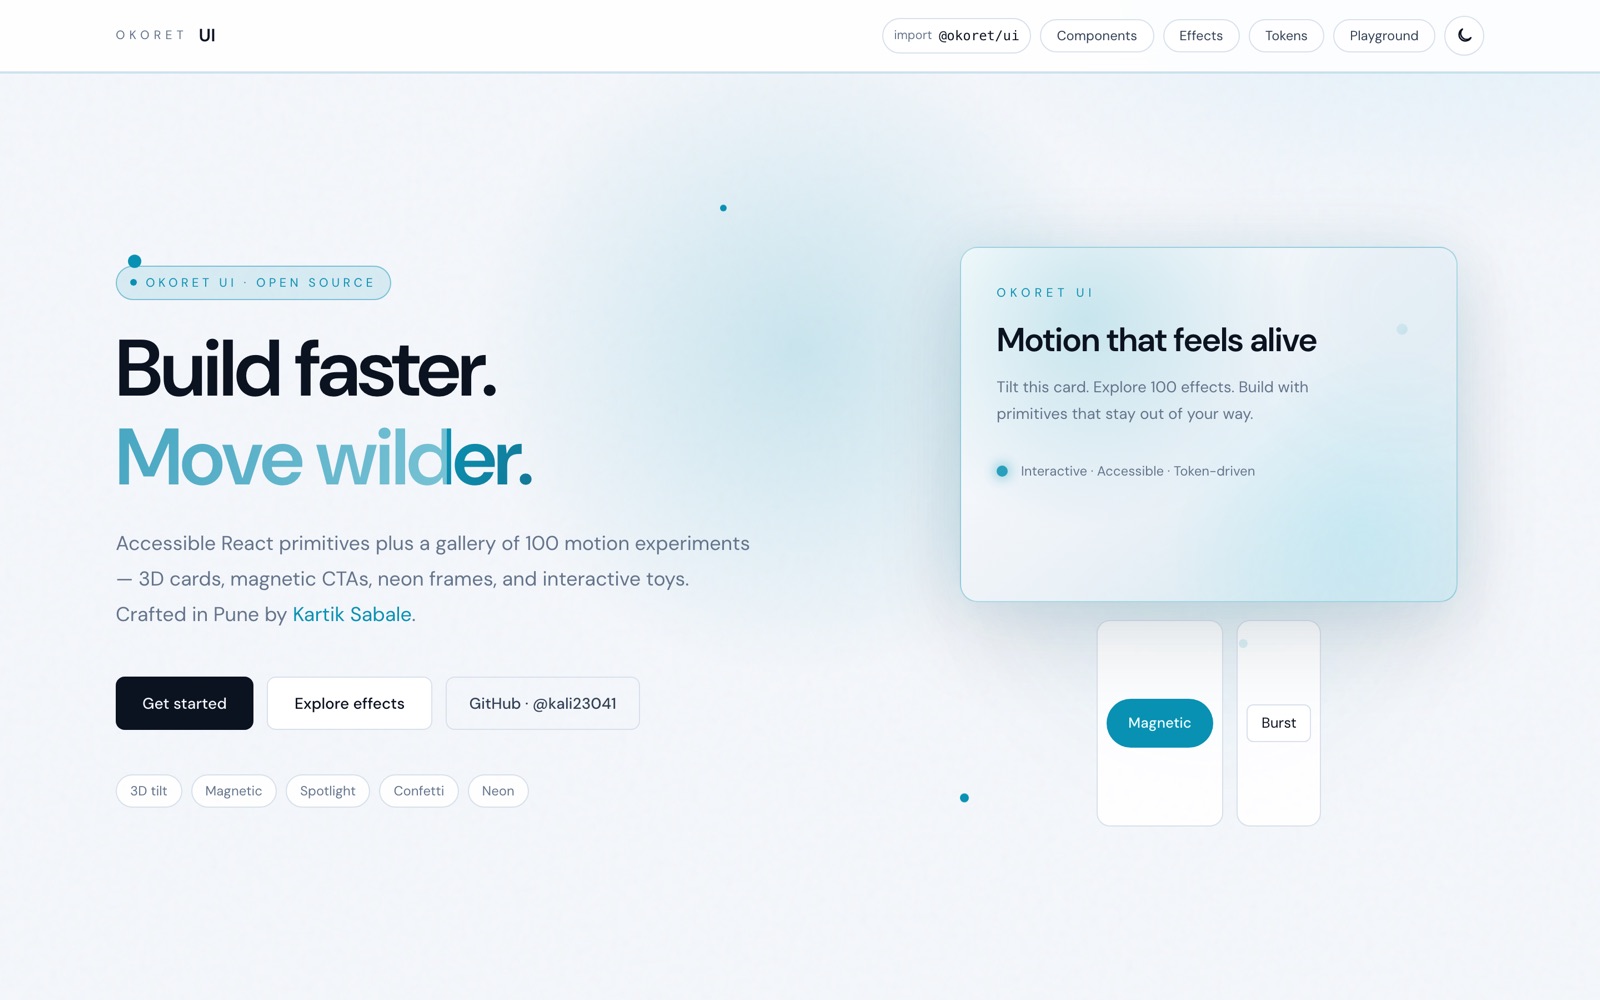 OKORET UI
import @okoret/ui
Components
Effects
Tokens
Playground
OKORET UI · OPEN SOURCE
Build faster.
Move wilder.
Accessible React primitives plus a gallery of 100 motion experiments
— 3D cards, magnetic CTAs, neon frames, and interactive toys.
Crafted in Pune by Kartik Sabale.
Get started
Explore effects
GitHub · @kali23041
3D tilt
Magnetic
Spotlight
Confetti
Neon
OKORET UI
Motion that feels alive
Tilt this card. Explore 100 effects. Build with
primitives that stay out of your way.
Interactive · Accessible · Token-driven
Magnetic
Burst